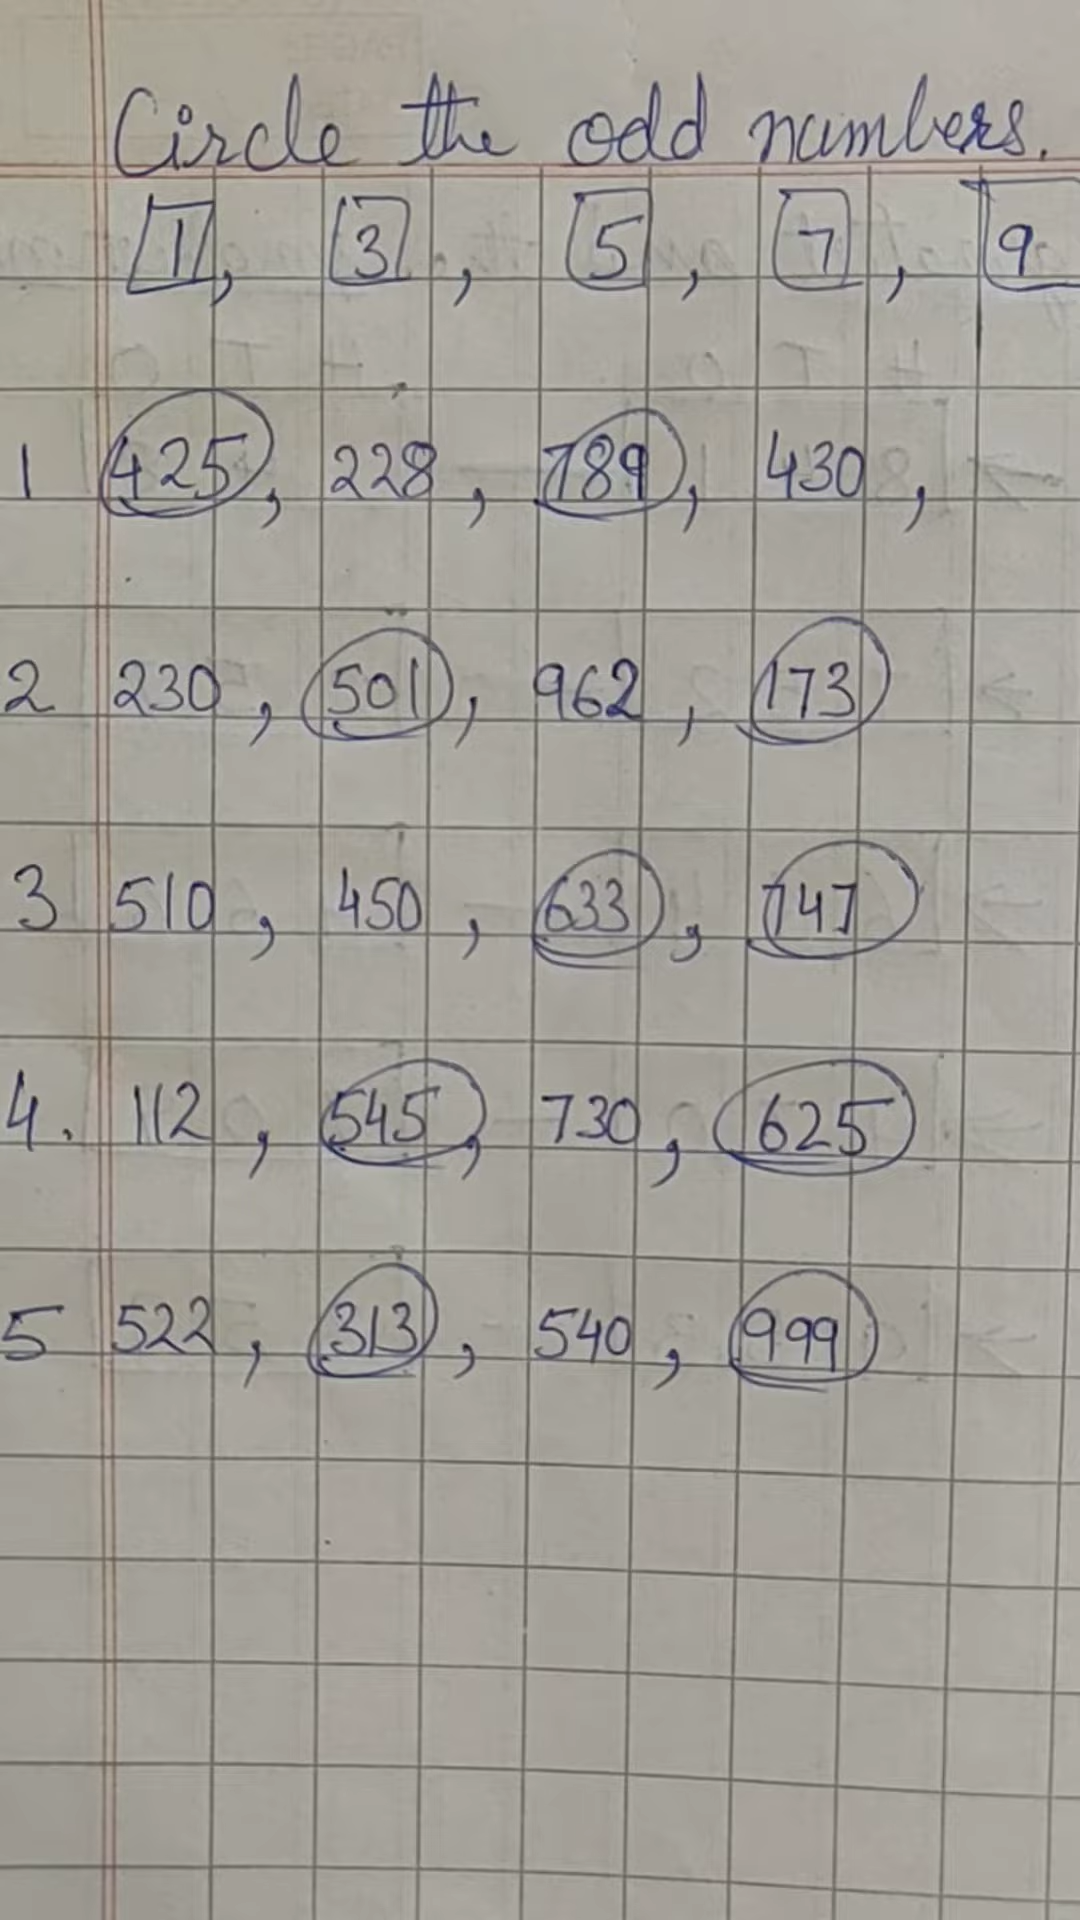 Circle the odd numbers.
1, 3, 5, 7, 9
1 425, 228, 789, 430,
2 230, 501, 962, 173
3 510, 450, 633, 747
4. 112, 545, 730, 625
5 522, 313, 540, 999